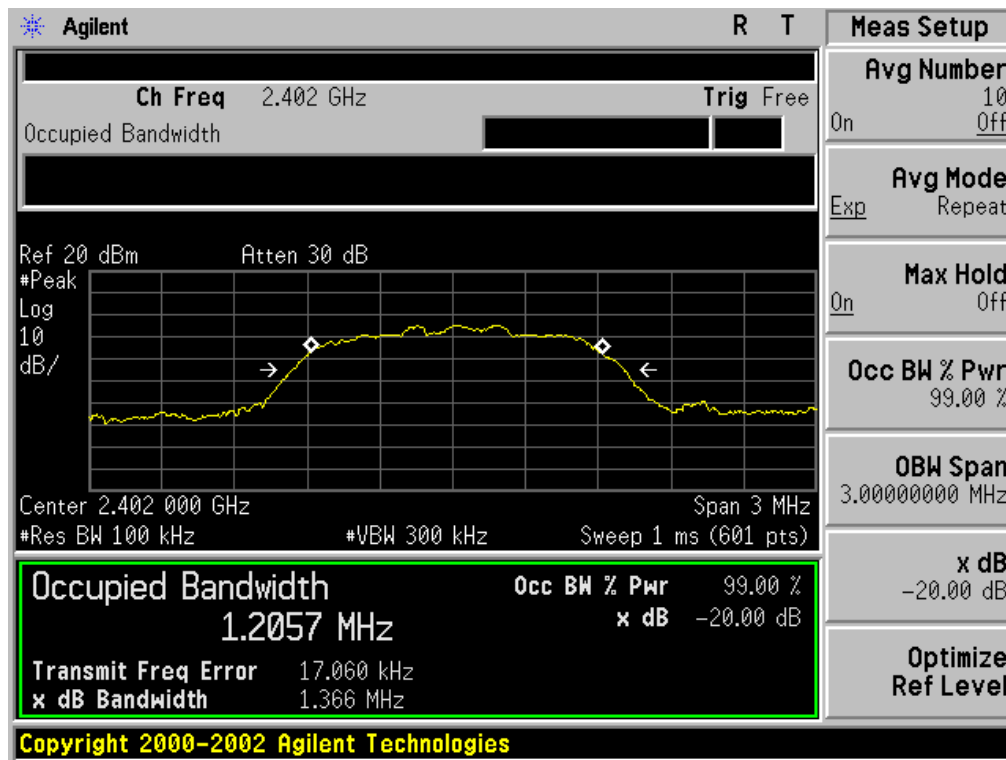 Agilent R T
Ch Freq 2.402 GHz Trig Free
Occupied Bandwidth
Ref 20 dBm Atten 30 dB
#Peak
Log
10
dB/
Center 2.402 000 GHz Span 3 MHz
#Res BW 100 kHz #VBW 300 kHz Sweep 1 ms (601 pts)
Occupied Bandwidth Occ BW % Pwr 99.00 %
1.2057 MHz x dB -20.00 dB
Transmit Freq Error 17.060 kHz
x dB Bandwidth 1.366 MHz
Copyright 2000-2002 Agilent Technologies
Meas Setup
Avg Number
10
On Off
Avg Mode
Exp Repeat
Max Hold
On Off
Occ BW % Pwr
99.00 %
OBW Span
3.00000000 MHz
x dB
-20.00 dB
Optimize
Ref Level